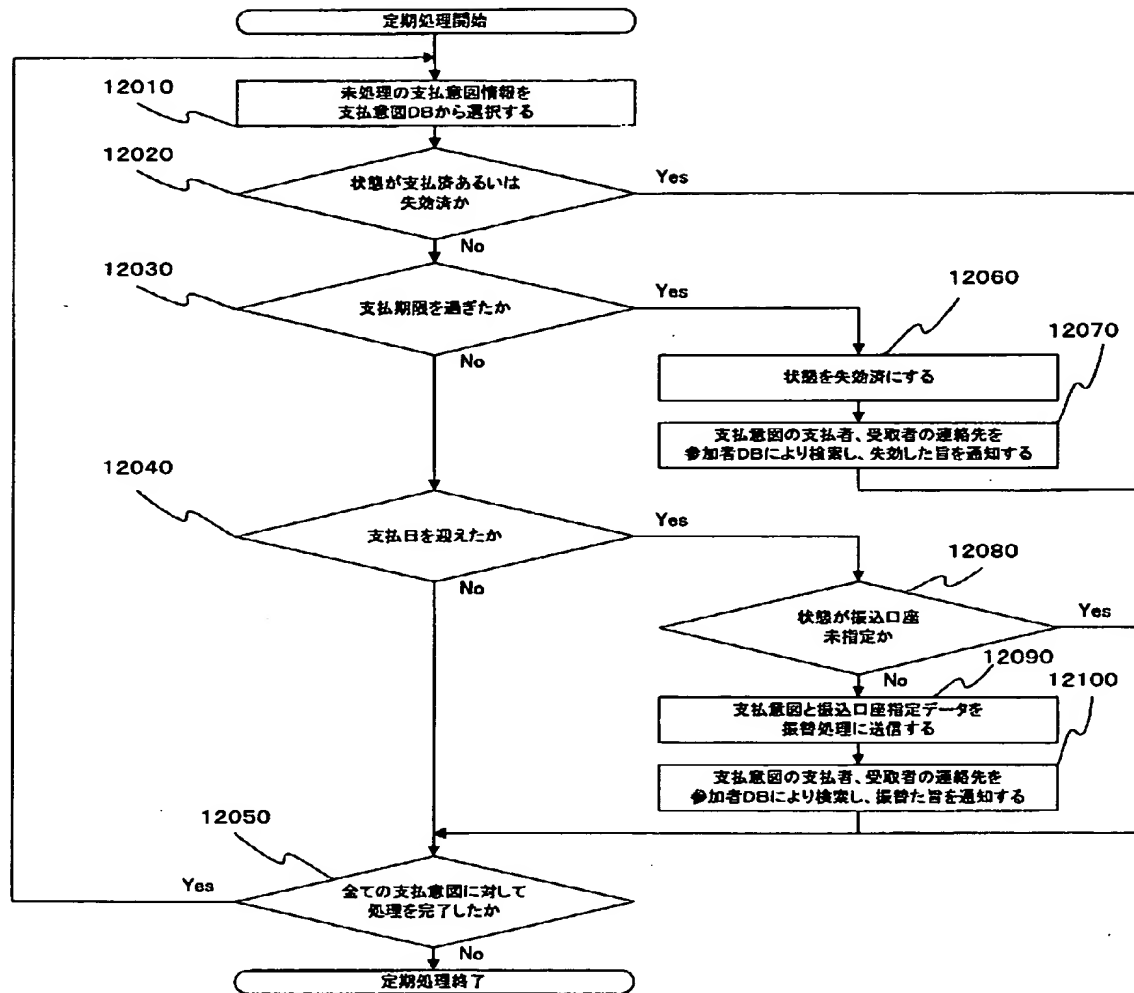 定期処理開始
12010
未処理の支払意図情報を
支払意図DBから選択する
12020
状態が支払済あるいは
失効済か
Yes
No
12030
支払期限を過ぎたか
Yes
No
12060
状態を失効済にする
12070
支払意図の支払者、受取者の連絡先を
参加者DBにより検索し、失効した旨を通知する
12040
支払日を迎えたか
Yes
No
12080
状態が振込口座
未指定か
Yes
No
12090
支払意図と振込口座指定データを
振替処理に送信する
12100
支払意図の支払者、受取者の連絡先を
参加者DBにより検索し、振替た旨を通知する
12050
全ての支払意図に対して
処理を完了したか
Yes
No
定期処理終了